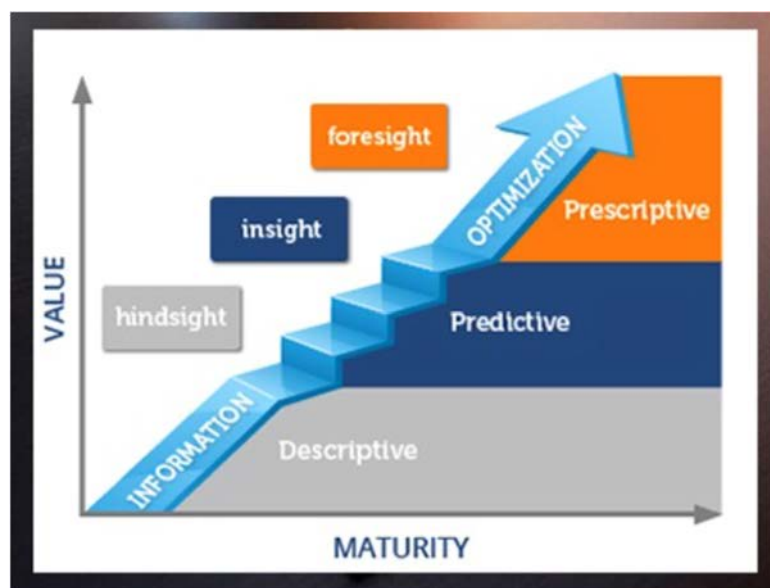 foresight
OPTIMIZATION
Prescriptive
insight
VALUE
hindsight
Predictive
INFORMATION
Descriptive
MATURITY